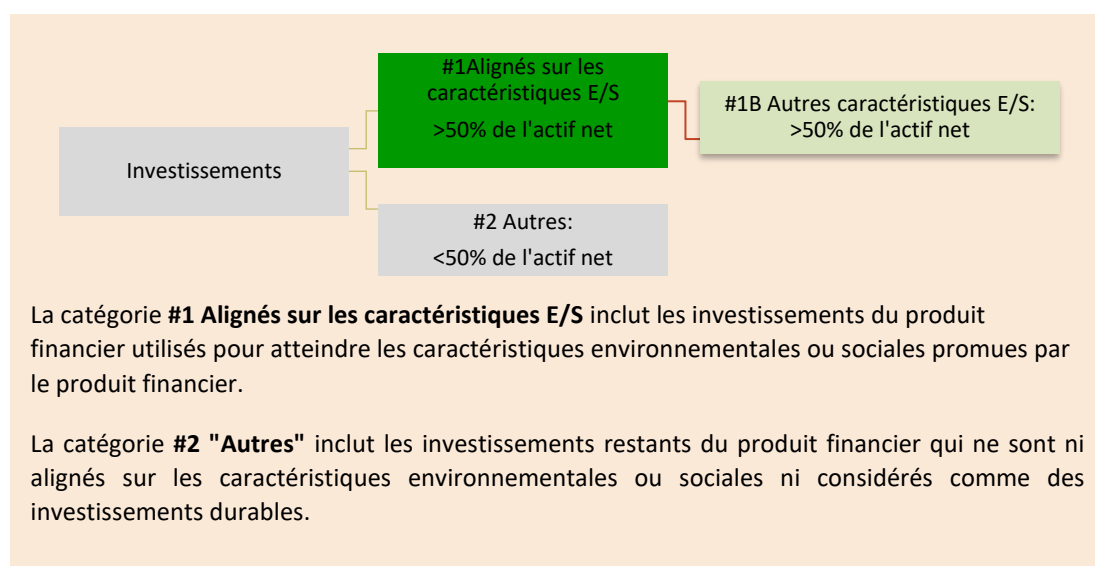 #1Alignés sur les
caractéristiques E/S
>50% de l'actif net
#1B Autres caractéristiques E/S:
>50% de l'actif net
Investissements
#2 Autres:
<50% de l'actif net
La catégorie #1 Alignés sur les caractéristiques E/S inclut les investissements du produit
financier utilisés pour atteindre les caractéristiques environnementales ou sociales promues par
le produit financier.
La catégorie #2 "Autres" inclut les investissements restants du produit financier qui ne sont ni
alignés sur les caractéristiques environnementales ou sociales ni considérés comme des
investissements durables.